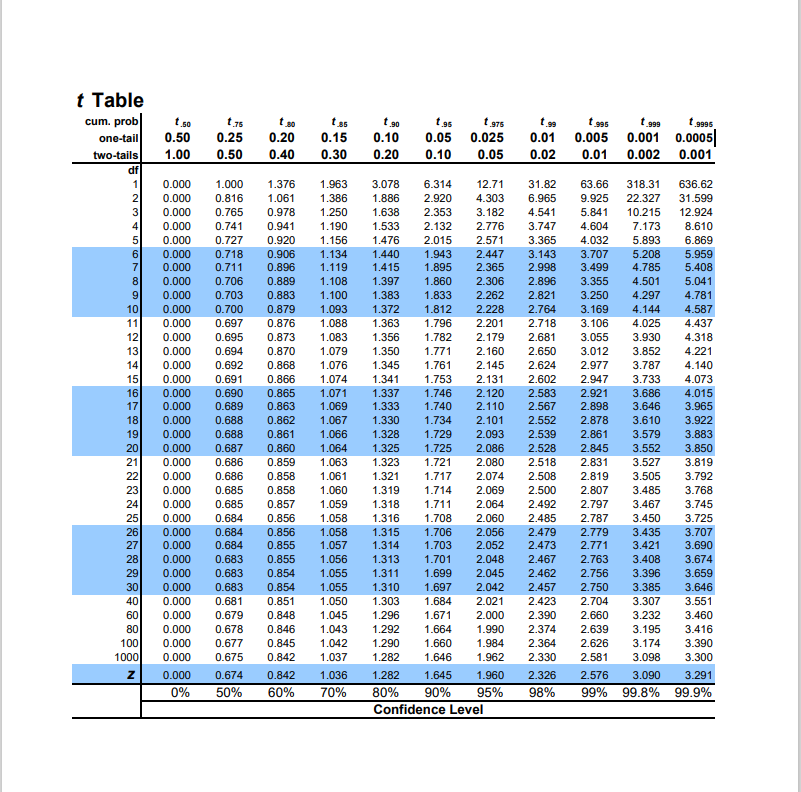 t Table
cum. prob t .50 t .75 t .80 t .85 t .90 t .95 t .975 t .99 t .995 t .999 t .9995
one-tail 0.50 0.25 0.20 0.15 0.10 0.05 0.025 0.01 0.005 0.001 0.0005
two-tails 1.00 0.50 0.40 0.30 0.20 0.10 0.05 0.02 0.01 0.002 0.001
df
1 0.000 1.000 1.376 1.963 3.078 6.314 12.71 31.82 63.66 318.31 636.62
2 0.000 0.816 1.061 1.386 1.886 2.920 4.303 6.965 9.925 22.327 31.599
3 0.000 0.765 0.978 1.250 1.638 2.353 3.182 4.541 5.841 10.215 12.924
4 0.000 0.741 0.941 1.190 1.533 2.132 2.776 3.747 4.604 7.173 8.610
5 0.000 0.727 0.920 1.156 1.476 2.015 2.571 3.365 4.032 5.893 6.869
6 0.000 0.718 0.906 1.134 1.440 1.943 2.447 3.143 3.707 5.208 5.959
7 0.000 0.711 0.896 1.119 1.415 1.895 2.365 2.998 3.499 4.785 5.408
8 0.000 0.706 0.889 1.108 1.397 1.860 2.306 2.896 3.355 4.501 5.041
9 0.000 0.703 0.883 1.100 1.383 1.833 2.262 2.821 3.250 4.297 4.781
10 0.000 0.700 0.879 1.093 1.372 1.812 2.228 2.764 3.169 4.144 4.587
11 0.000 0.697 0.876 1.088 1.363 1.796 2.201 2.718 3.106 4.025 4.437
12 0.000 0.695 0.873 1.083 1.356 1.782 2.179 2.681 3.055 3.930 4.318
13 0.000 0.694 0.870 1.079 1.350 1.771 2.160 2.650 3.012 3.852 4.221
14 0.000 0.692 0.868 1.076 1.345 1.761 2.145 2.624 2.977 3.787 4.140
15 0.000 0.691 0.866 1.074 1.341 1.753 2.131 2.602 2.947 3.733 4.073
16 0.000 0.690 0.865 1.071 1.337 1.746 2.120 2.583 2.921 3.686 4.015
17 0.000 0.689 0.863 1.069 1.333 1.740 2.110 2.567 2.898 3.646 3.965
18 0.000 0.688 0.862 1.067 1.330 1.734 2.101 2.552 2.878 3.610 3.922
19 0.000 0.688 0.861 1.066 1.328 1.729 2.093 2.539 2.861 3.579 3.883
20 0.000 0.687 0.860 1.064 1.325 1.725 2.086 2.528 2.845 3.552 3.850
21 0.000 0.686 0.859 1.063 1.323 1.721 2.080 2.518 2.831 3.527 3.819
22 0.000 0.686 0.858 1.061 1.321 1.717 2.074 2.508 2.819 3.505 3.792
23 0.000 0.685 0.858 1.060 1.319 1.714 2.069 2.500 2.807 3.485 3.768
24 0.000 0.685 0.857 1.059 1.318 1.711 2.064 2.492 2.797 3.467 3.745
25 0.000 0.684 0.856 1.058 1.316 1.708 2.060 2.485 2.787 3.450 3.725
26 0.000 0.684 0.856 1.058 1.315 1.706 2.056 2.479 2.779 3.435 3.707
27 0.000 0.684 0.855 1.057 1.314 1.703 2.052 2.473 2.771 3.421 3.690
28 0.000 0.683 0.855 1.056 1.313 1.701 2.048 2.467 2.763 3.408 3.674
29 0.000 0.683 0.854 1.055 1.311 1.699 2.045 2.462 2.756 3.396 3.659
30 0.000 0.683 0.854 1.055 1.310 1.697 2.042 2.457 2.750 3.385 3.646
40 0.000 0.681 0.851 1.050 1.303 1.684 2.021 2.423 2.704 3.307 3.551
60 0.000 0.679 0.848 1.045 1.296 1.671 2.000 2.390 2.660 3.232 3.460
80 0.000 0.678 0.846 1.043 1.292 1.664 1.990 2.374 2.639 3.195 3.416
100 0.000 0.677 0.845 1.042 1.290 1.660 1.984 2.364 2.626 3.174 3.390
1000 0.000 0.675 0.842 1.037 1.282 1.646 1.962 2.330 2.581 3.098 3.300
z 0.000 0.674 0.842 1.036 1.282 1.645 1.960 2.326 2.576 3.090 3.291
0% 50% 60% 70% 80% 90% 95% 98% 99% 99.8% 99.9%
Confidence Level